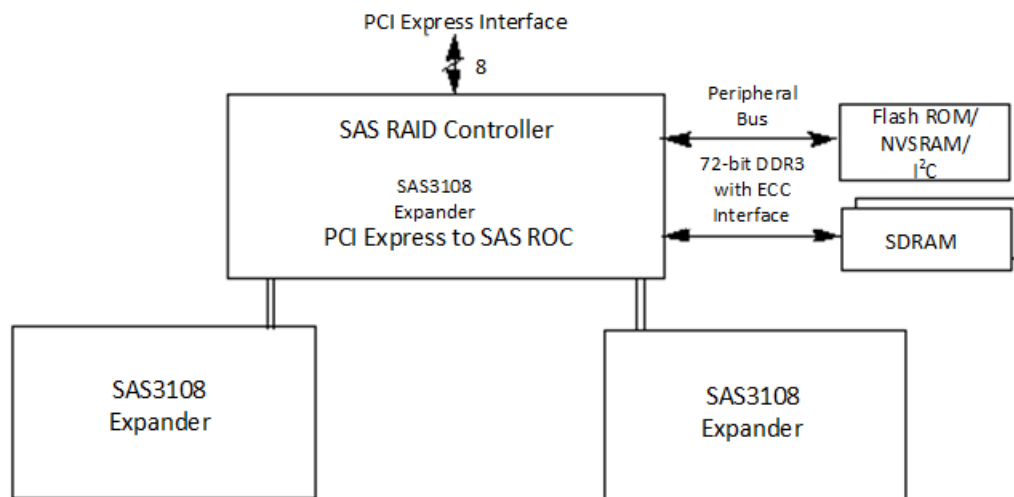 PCI Express Interface
8
SAS RAID Controller
SAS3108
Expander
PCI Express to SAS ROC
Peripheral
Bus
72-bit DDR3
with ECC
Interface
Flash ROM/
NVSRAM/
I²C
SDRAM
SAS3108
Expander
SAS3108
Expander